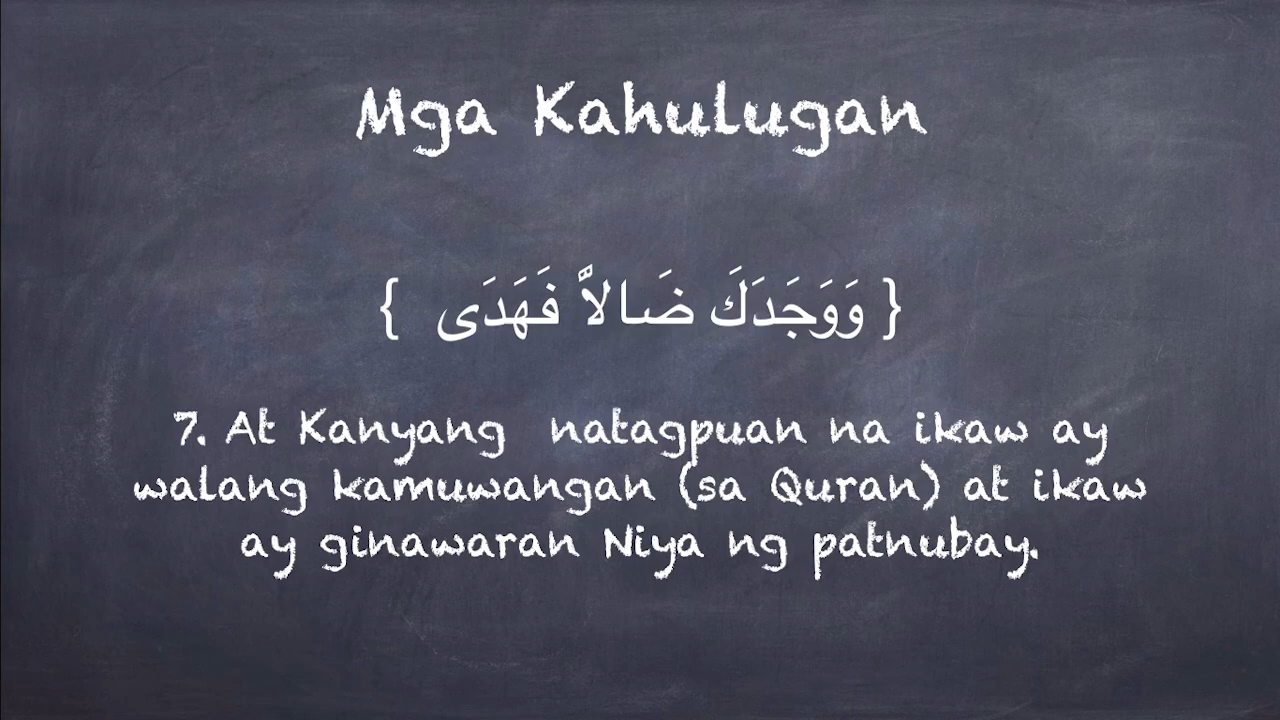 Mga Kahulugan
{ وَوَجَدَكَ ضَالاًّ فَهَدَى }
7. At Kanyang natagpuan na ikaw ay
walang kamuwangan (sa Quran) at ikaw
ay ginawaran Niya ng patnubay.